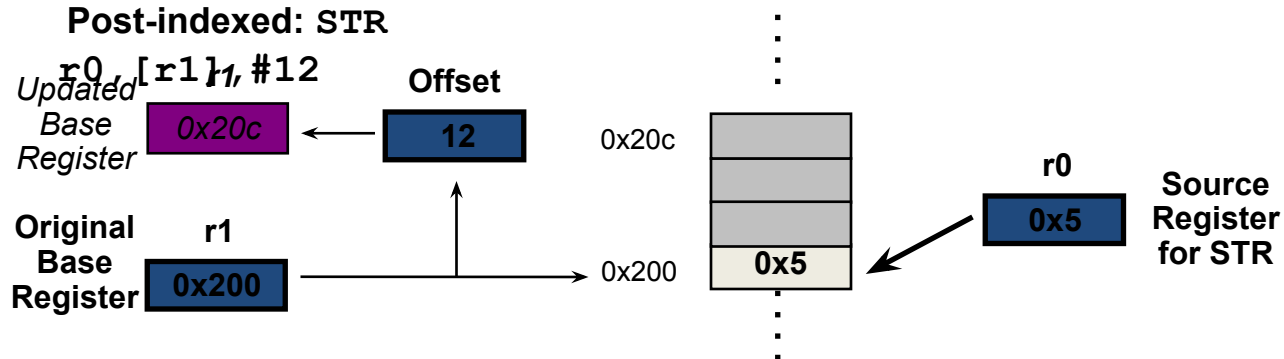 Post-indexed: STR
r0,[r1],#12
r1
Updated
Base
Register
0x20c
Offset
12
0x20c
r0
0x5
Source
Register
for STR
Original
Base
Register
r1
0x200
0x200
0x5